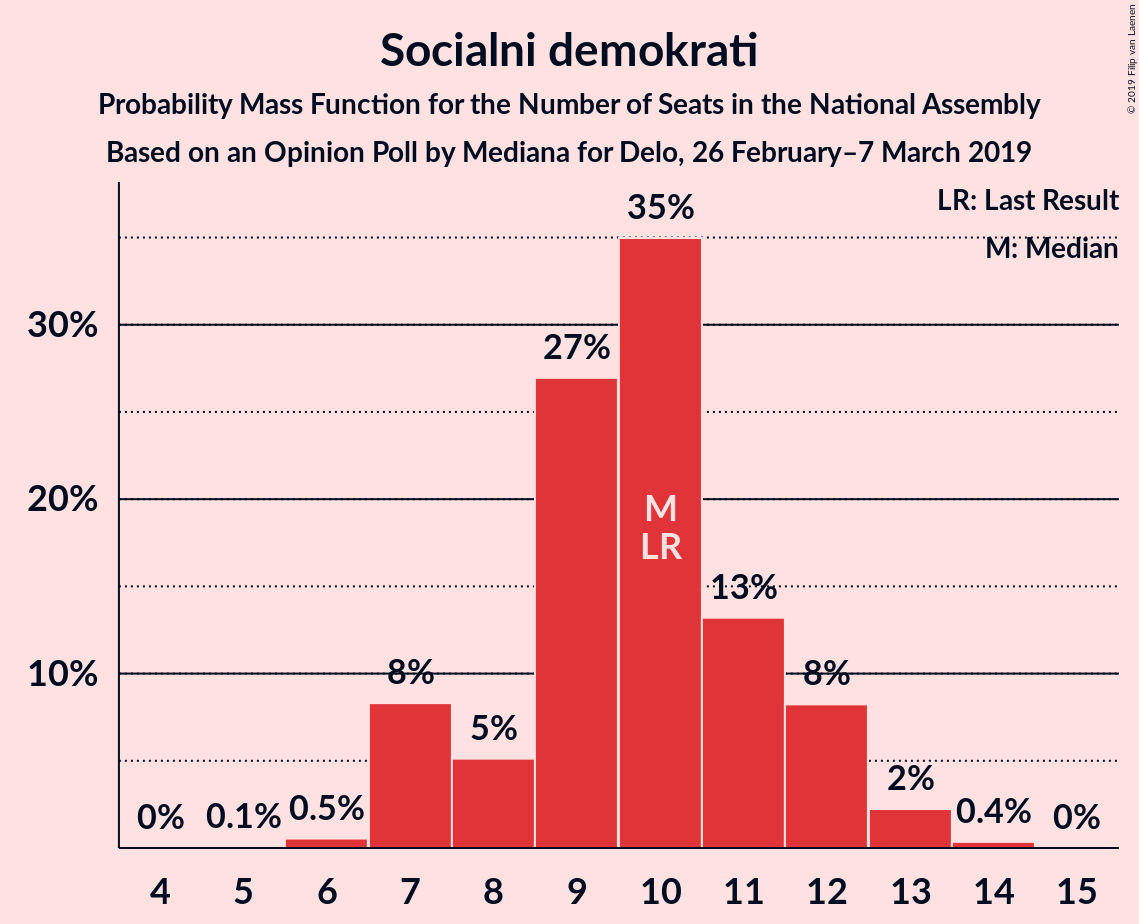 Socialni demokrati
Probability Mass Function for the Number of Seats in the National Assembly
Based on an Opinion Poll by Mediana for Delo, 26 February–7 March 2019
© 2019 Filip van Laenen
LR: Last Result
M: Median
30%
20%
10%
0%
0.1%
0.5%
8%
5%
27%
35%
13%
8%
2%
0.4%
0%
M
LR
4 5 6 7 8 9 10 11 12 13 14 15